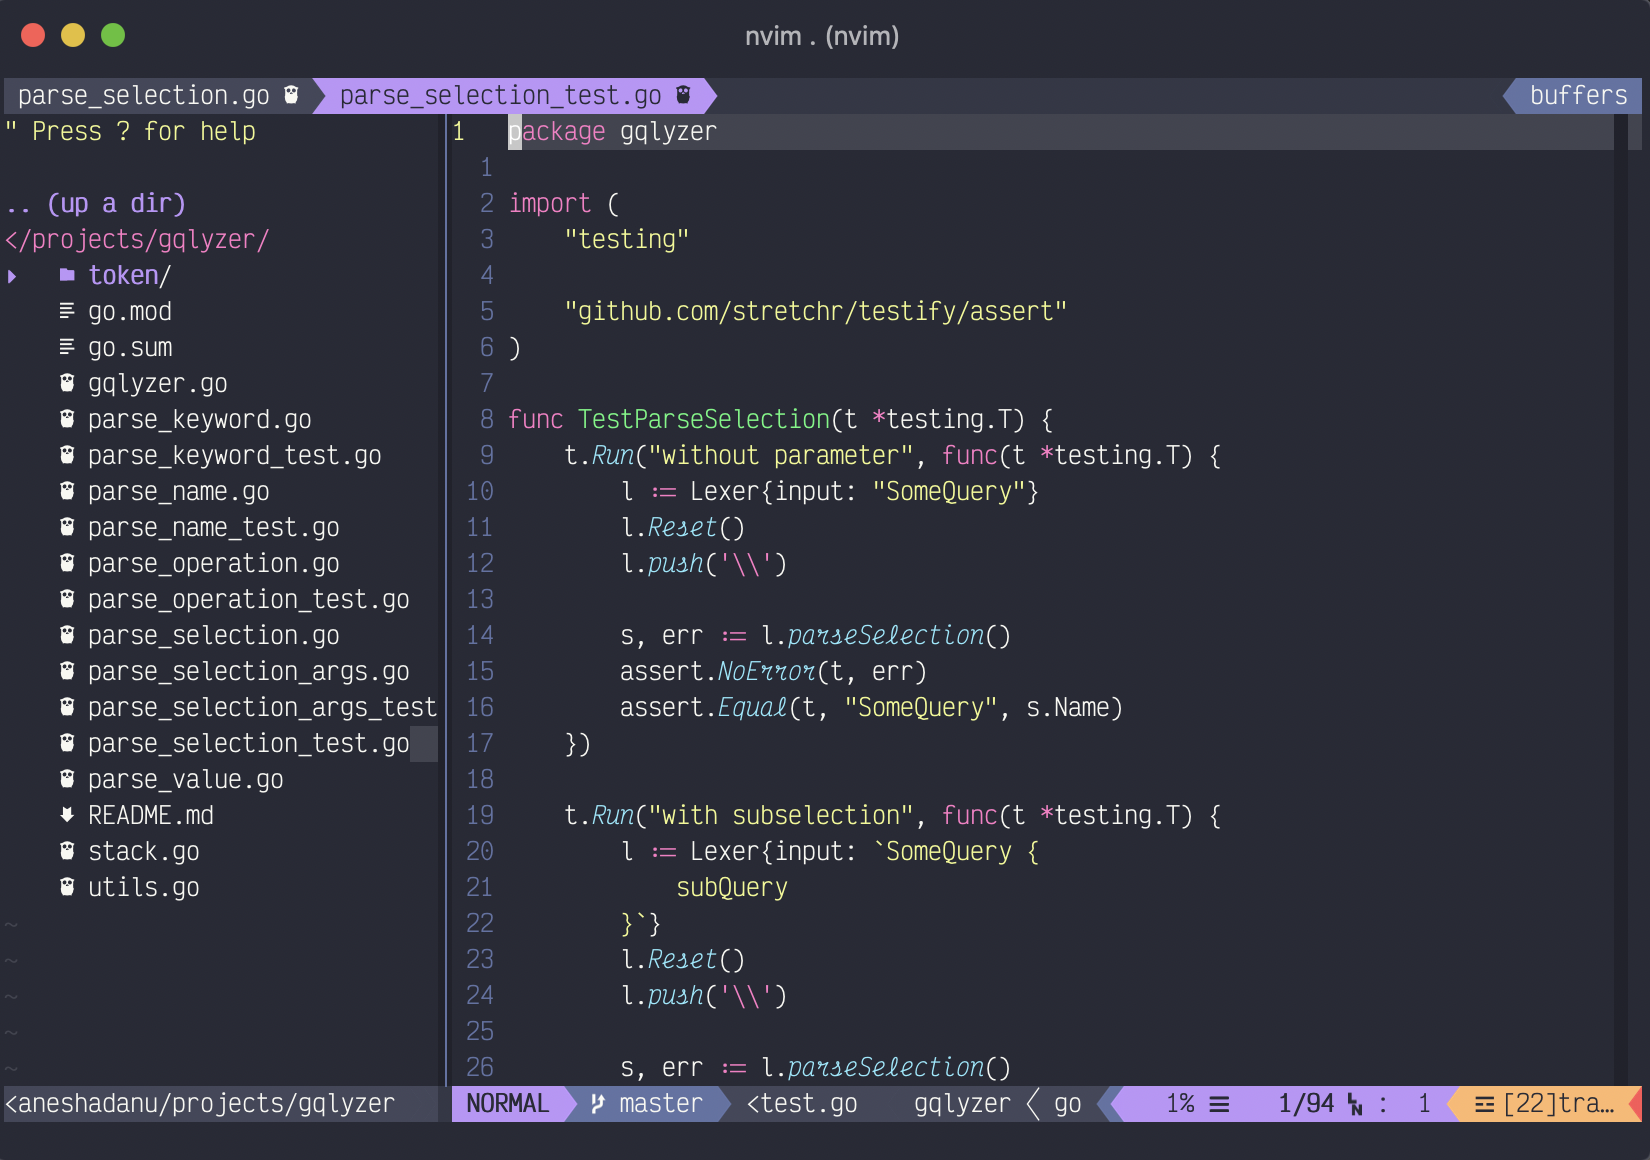 nvim . (nvim)
parse_selection.go parse_selection_test.go buffers
" Press ? for help
.. (up a dir)
</projects/gqlyzer/
▸ token/
go.mod
go.sum
gqlyzer.go
parse_keyword.go
parse_keyword_test.go
parse_name.go
parse_name_test.go
parse_operation.go
parse_operation_test.go
parse_selection.go
parse_selection_args.go
parse_selection_args_test
parse_selection_test.go
parse_value.go
README.md
stack.go
utils.go
~
~
~
~
~
<aneshadanu/projects/gqlyzer
1 package gqlyzer
1
2 import (
3     "testing"
4
5     "github.com/stretchr/testify/assert"
6 )
7
8 func TestParseSelection(t *testing.T) {
9     t.Run("without parameter", func(t *testing.T) {
10         l := Lexer{input: "SomeQuery"}
11         l.Reset()
12         l.push('\\')
13
14         s, err := l.parseSelection()
15         assert.NoError(t, err)
16         assert.Equal(t, "SomeQuery", s.Name)
17     })
18
19     t.Run("with subselection", func(t *testing.T) {
20         l := Lexer{input: `SomeQuery {
21             subQuery
22         }`}
23         l.Reset()
24         l.push('\\')
25
26         s, err := l.parseSelection()
NORMAL master <test.go gqlyzer go 1% ☰ 1/94 LN : 1 ☲ [22]tra…